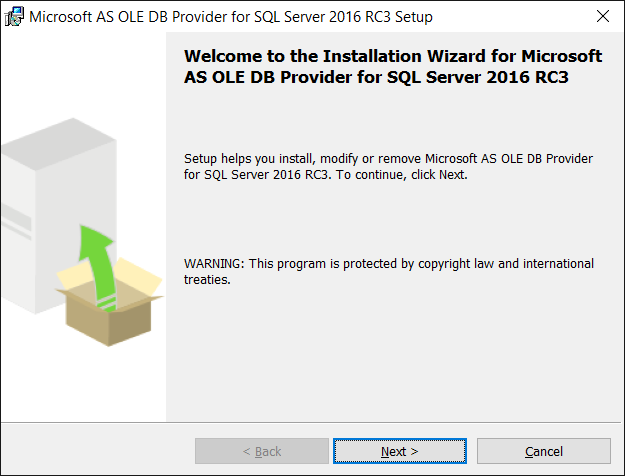 Microsoft AS OLE DB Provider for SQL Server 2016 RC3 Setup
Welcome to the Installation Wizard for Microsoft
AS OLE DB Provider for SQL Server 2016 RC3
Setup helps you install, modify or remove Microsoft AS OLE DB Provider
for SQL Server 2016 RC3. To continue, click Next.
WARNING: This program is protected by copyright law and international
treaties.
< Back
Next >
Cancel